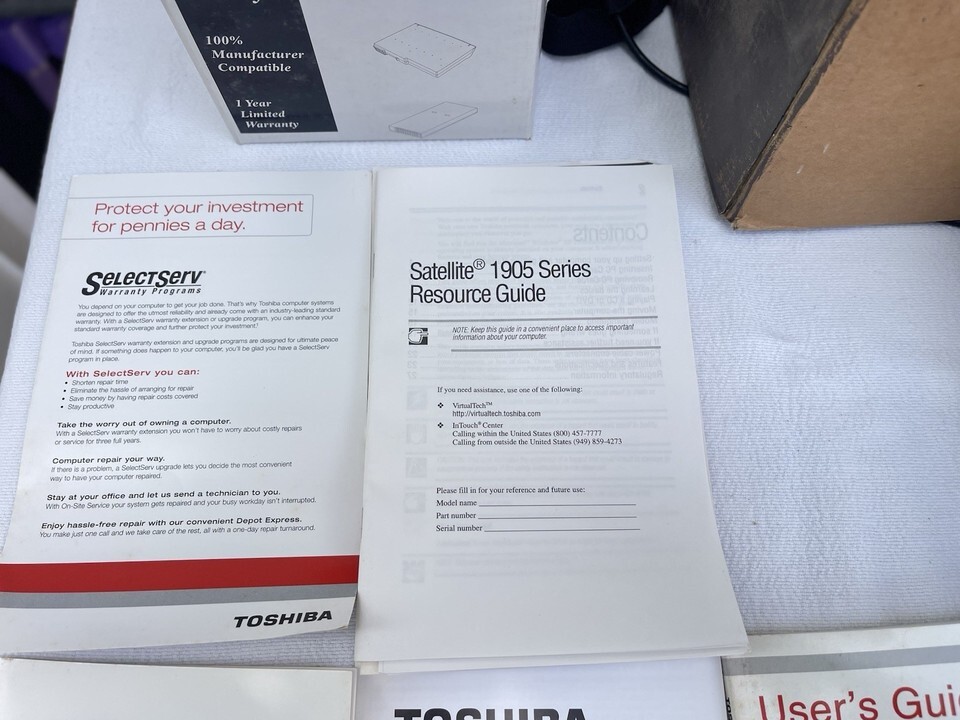 100%
Manufacturer
Compatible
1 Year
Limited
Warranty
Protect your investment
for pennies a day.
SELECTSERV®
Warranty Programs
You depend on your computer to get your job done. That's why Toshiba computer systems
are designed to offer the utmost reliability and already come with an industry-leading standard
warranty. With a SelectServ warranty extension or upgrade program, you can enhance your
standard warranty coverage and further protect your investment.¹
Toshiba SelectServ warranty extension and upgrade programs are designed for ultimate peace
of mind. If something does happen to your computer, you'll be glad you have a SelectServ
program in place.
With SelectServ you can:
• Shorten repair time
• Eliminate the hassle of arranging for repair
• Save money by having repair costs covered
• Stay productive
Take the worry out of owning a computer.
With a SelectServ warranty extension you won't have to worry about costly repairs
or service for three full years.
Computer repair your way.
If there is a problem, a SelectServ upgrade lets you decide the most convenient
way to have your computer repaired.
Stay at your office and let us send a technician to you.
With On-Site Service your system gets repaired and your busy workday isn't interrupted.
Enjoy hassle-free repair with our convenient Depot Express.
You make just one call and we take care of the rest, all with a one-day repair turnaround.
TOSHIBA
Satellite® 1905 Series
Resource Guide
NOTE: Keep this guide in a convenient place to access important
information about your computer.
If you need assistance, use one of the following:
❖ VirtualTech™
http://virtualtech.toshiba.com
❖ InTouch® Center
Calling within the United States (800) 457-7777
Calling from outside the United States (949) 859-4273
Please fill in for your reference and future use:
Model name
Part number
Serial number
TOSHIBA
User's Gui